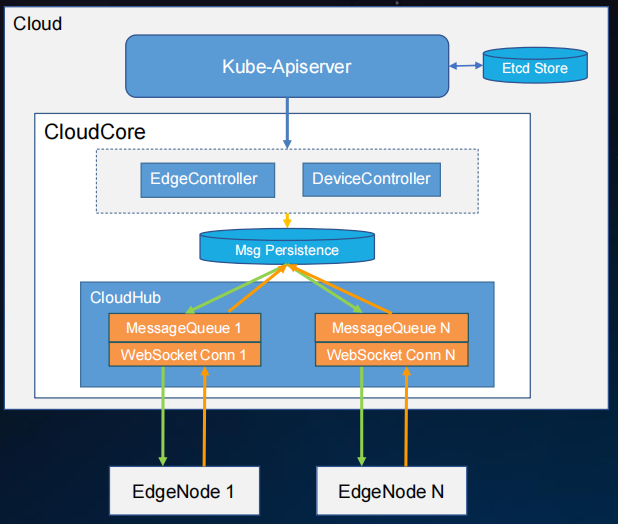 Cloud
Kube-Apiserver
Etcd Store
CloudCore
EdgeController
DeviceController
Msg Persistence
CloudHub
MessageQueue 1
MessageQueue N
WebSocket Conn 1
WebSocket Conn N
EdgeNode 1
EdgeNode N